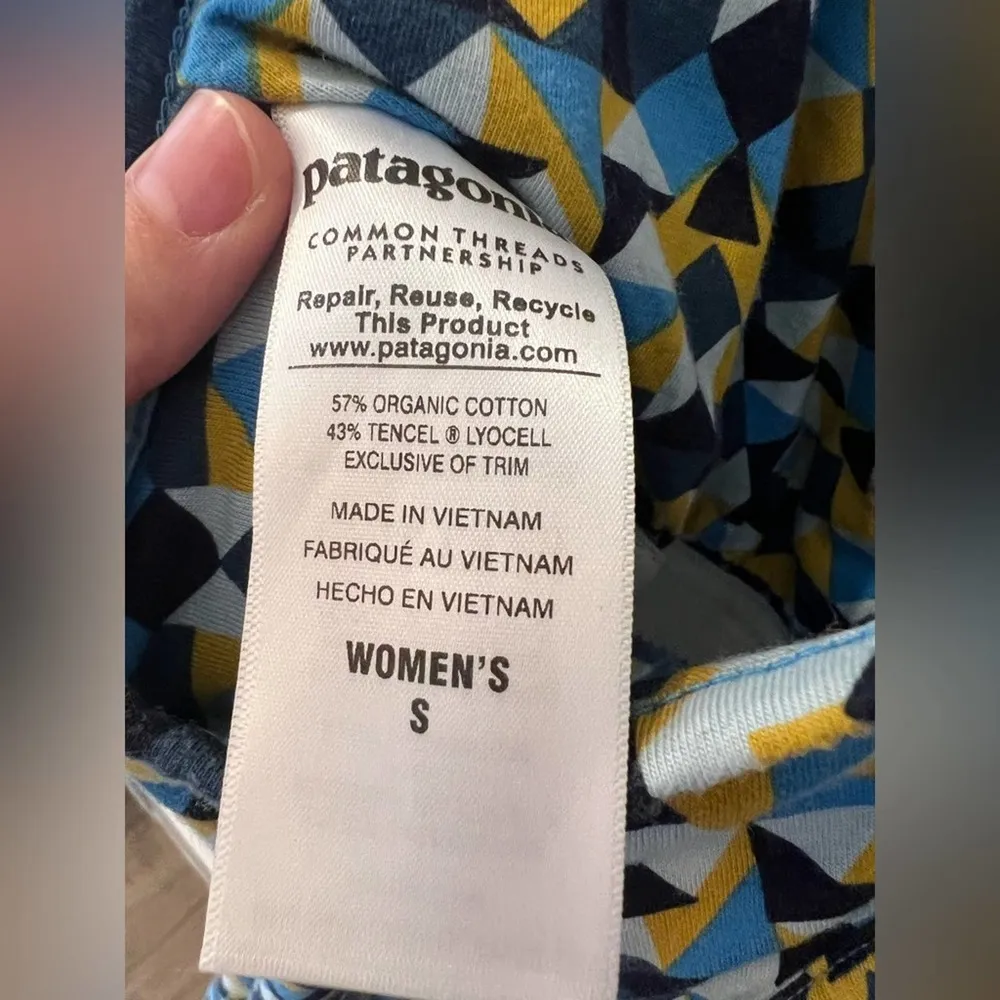 patagonia
COMMON THREADS
PARTNERSHIP
Repair, Reuse, Recycle
This Product
www.patagonia.com
57% ORGANIC COTTON
43% TENCEL ® LYOCELL
EXCLUSIVE OF TRIM
MADE IN VIETNAM
FABRIQUÉ AU VIETNAM
HECHO EN VIETNAM
WOMEN'S
S